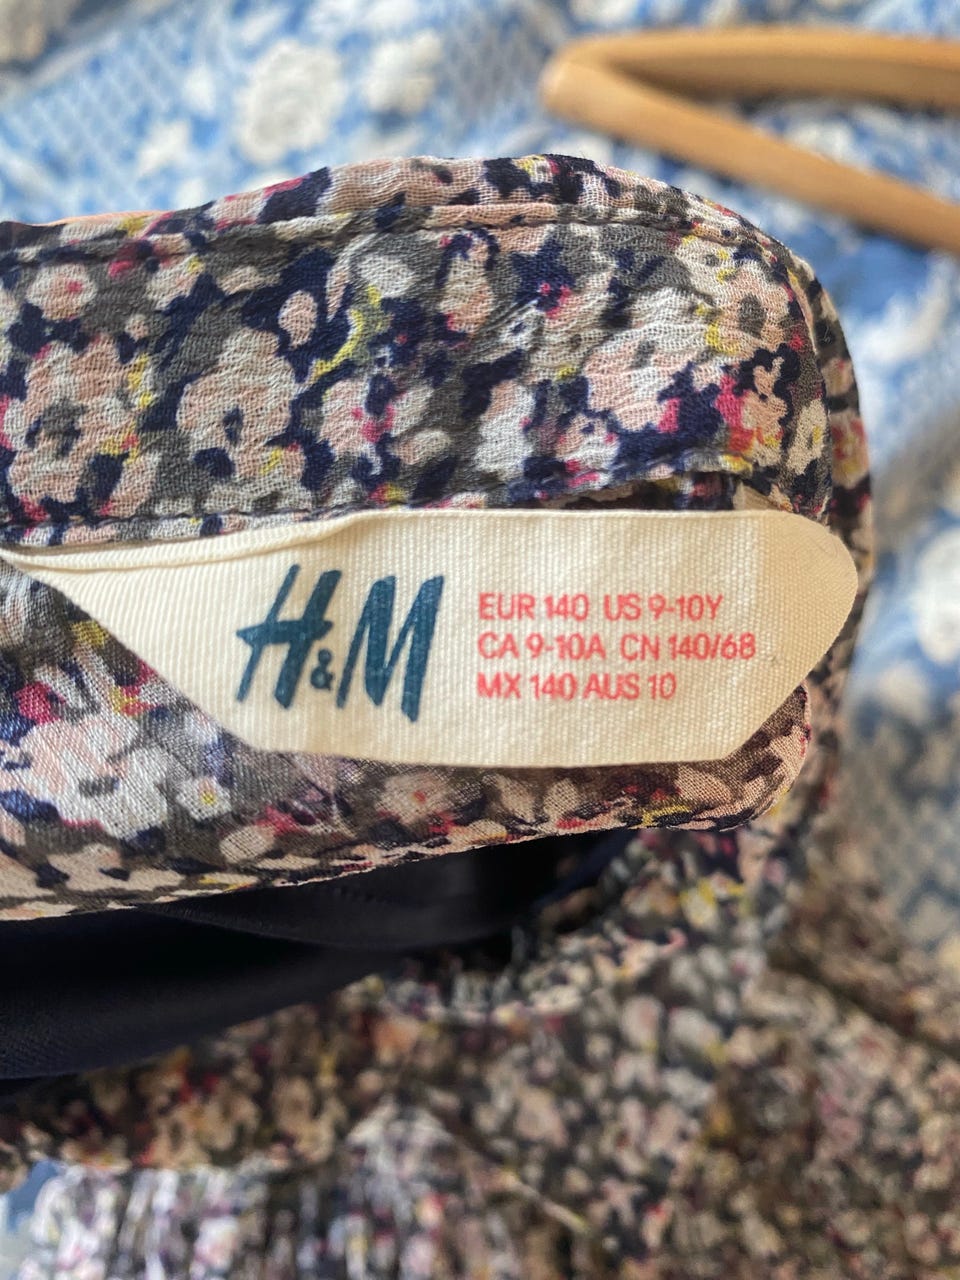 H&M
EUR 140 US 9-10Y
CA 9-10A CN 140/68
MX 140 AUS 10